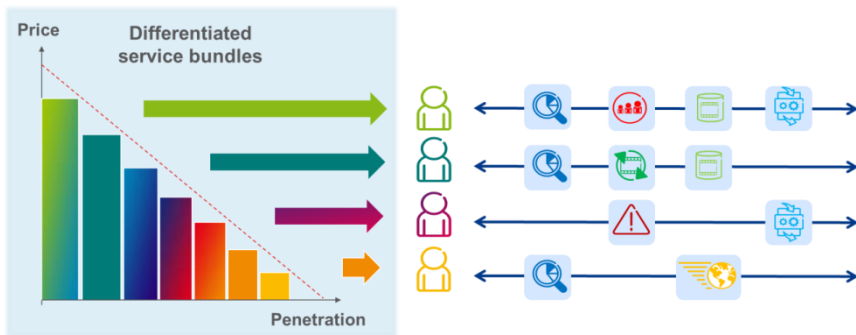 Price
Differentiated
service bundles
Penetration